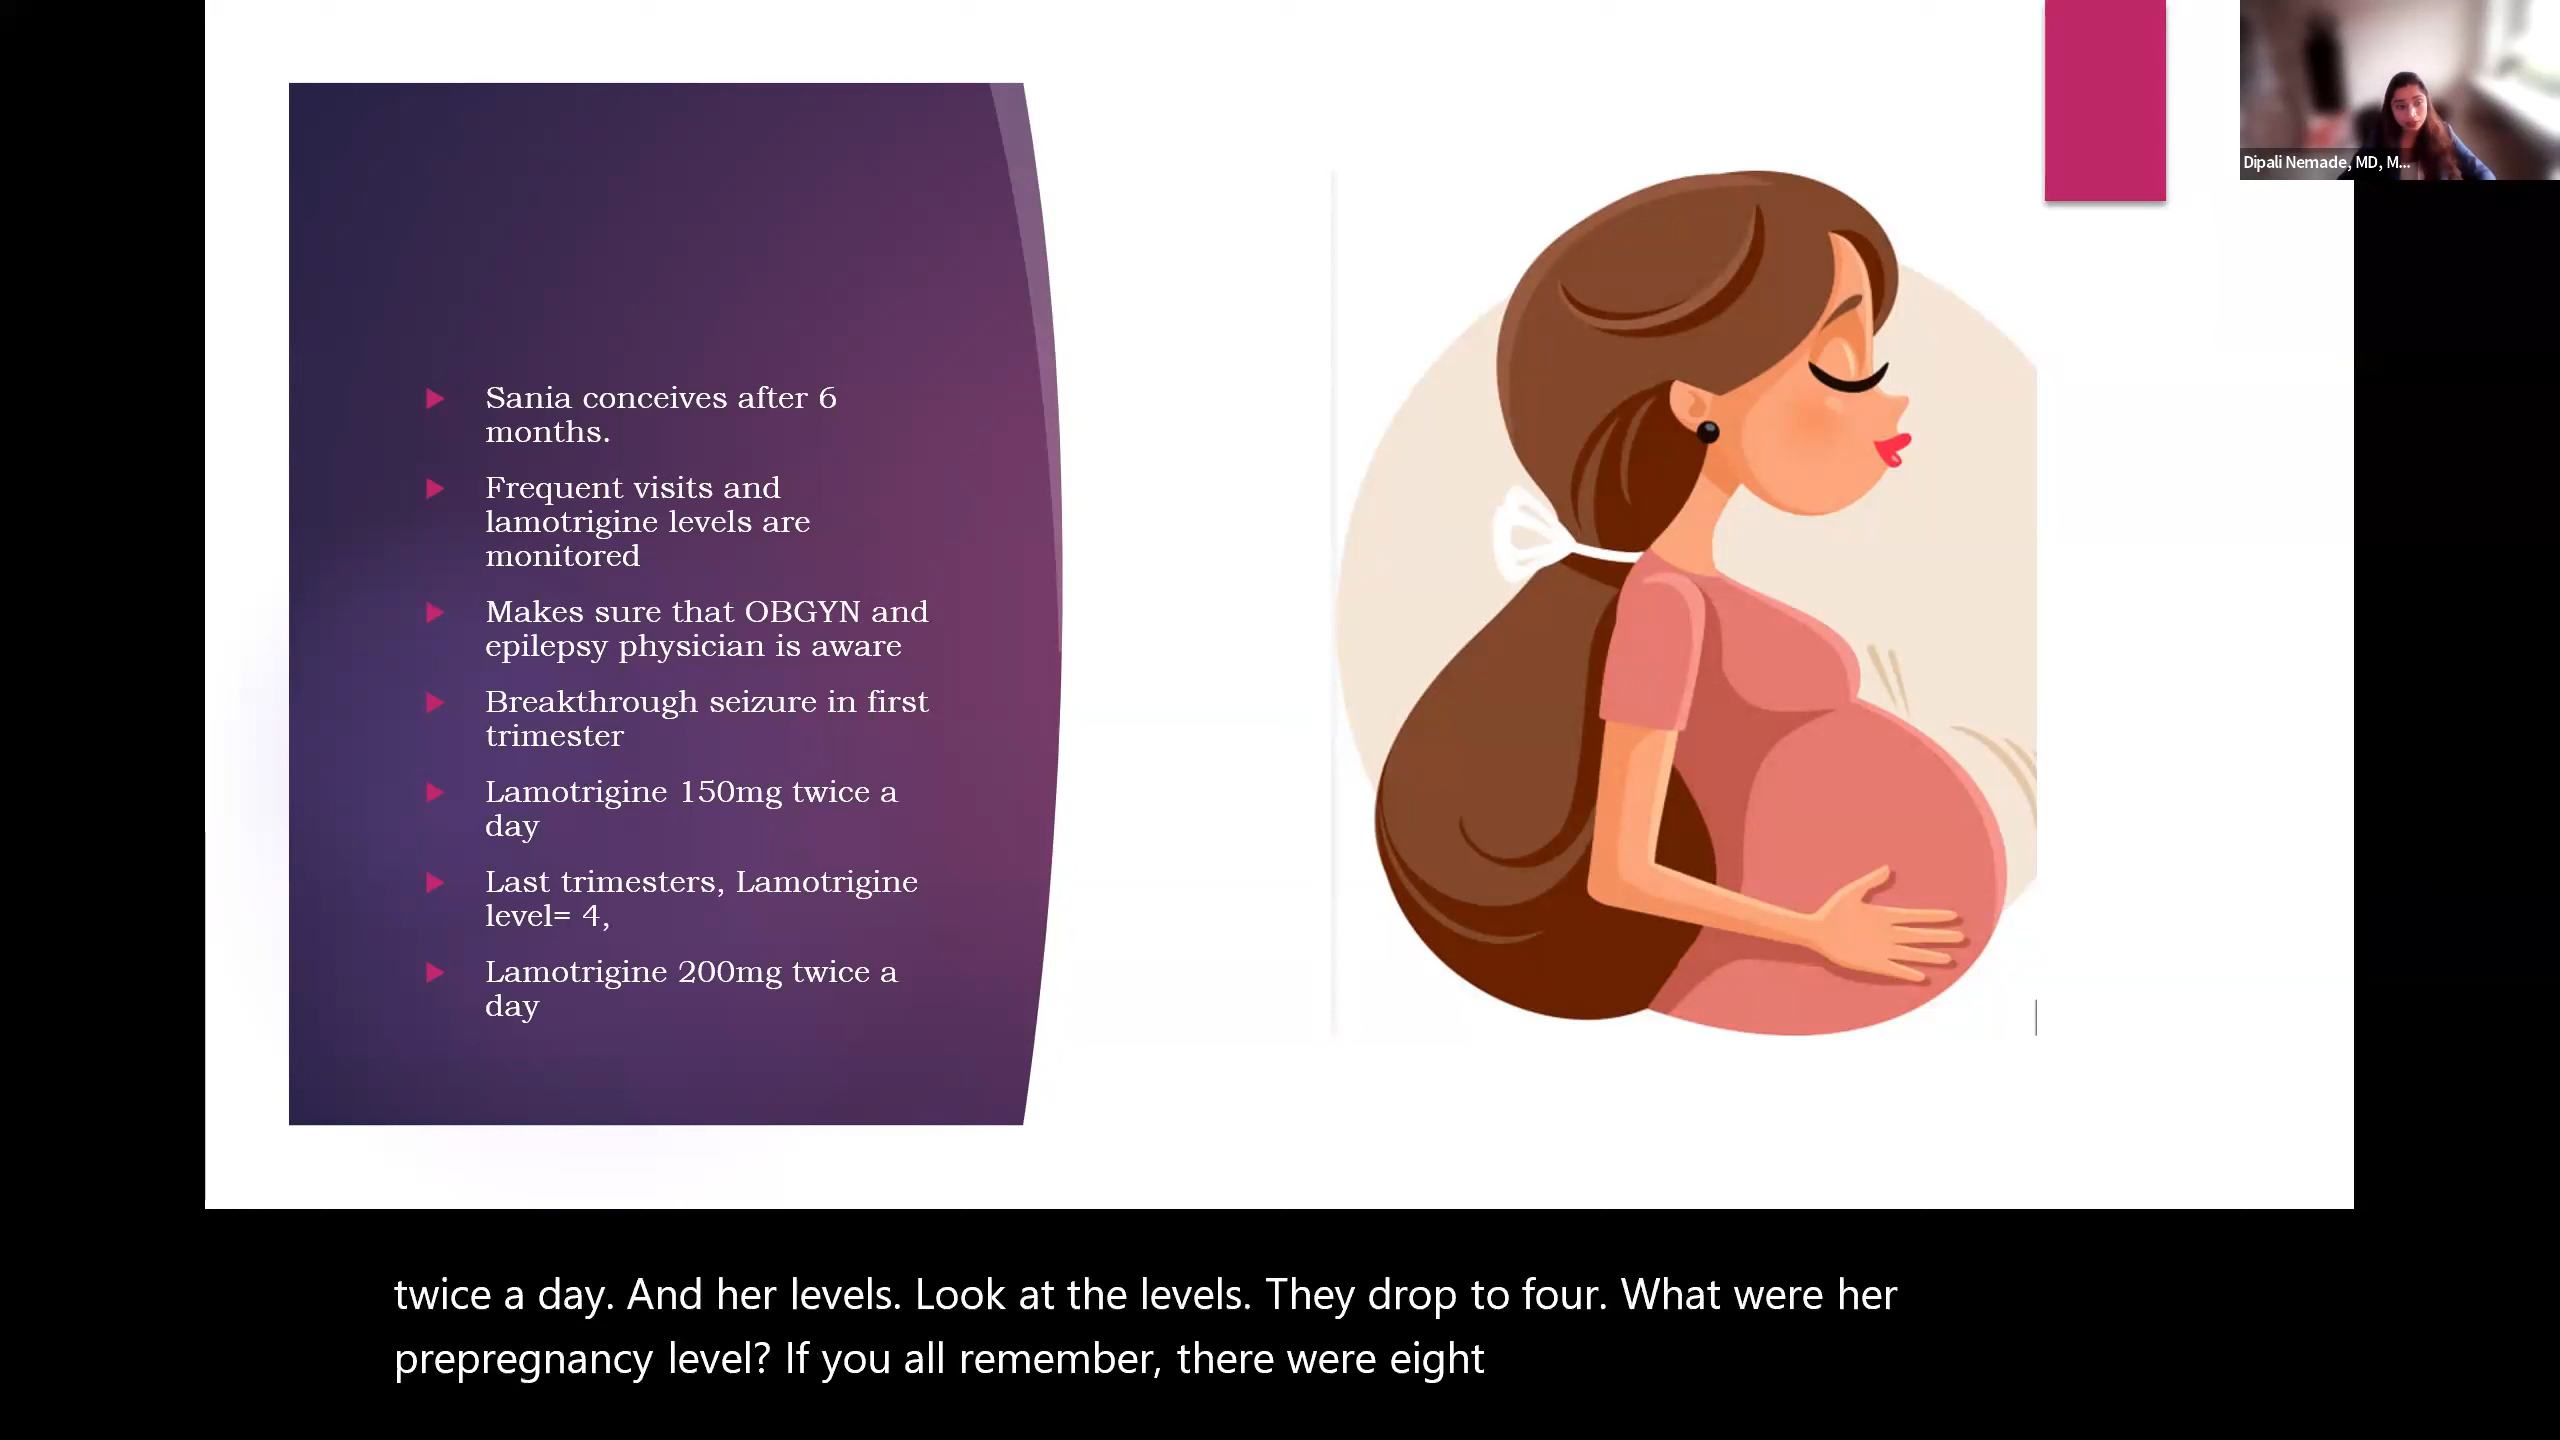 Sania conceives after 6
months.
Frequent visits and
lamotrigine levels are
monitored
Makes sure that OBGYN and
epilepsy physician is aware
Breakthrough seizure in first
trimester
Lamotrigine 150mg twice a
day
Last trimesters, Lamotrigine
level= 4,
Lamotrigine 200mg twice a
day
Dipali Nemade, MD, M...
twice a day. And her levels. Look at the levels. They drop to four. What were her
prepregnancy level? If you all remember, there were eight